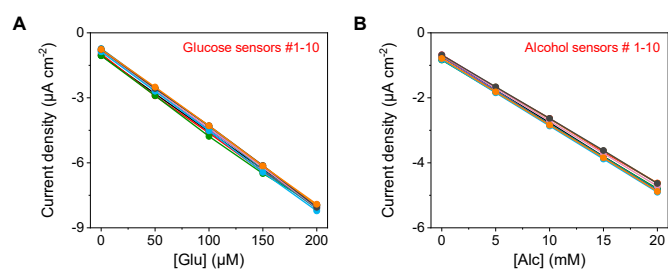 A
Glucose sensors #1-10
Current density (µA cm⁻²)
0
-3
-6
-9
0 50 100 150 200
[Glu] (µM)
B
Alcohol sensors # 1-10
Current density (µA cm⁻²)
0
-2
-4
-6
0 5 10 15 20
[Alc] (mM)